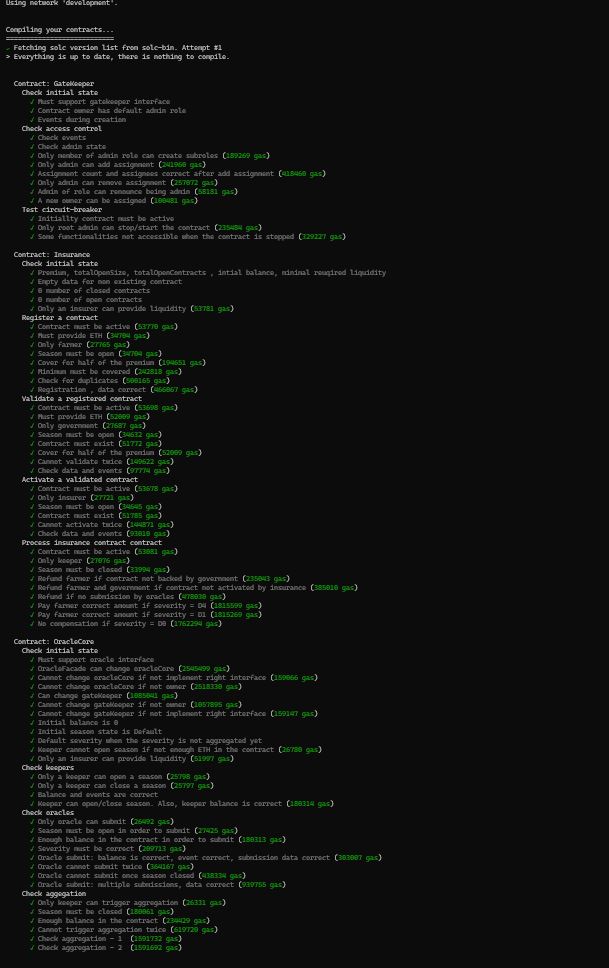 Using network 'development'.
Compiling your contracts...
===========================
✓ Fetching solc version list from solc-bin. Attempt #1
> Everything is up to date, there is nothing to compile.
Contract: GateKeeper
Check initial state
✓ Must support gatekeeper interface
✓ Contract owner has default admin role
✓ Events during creation
Check access control
✓ Check events
✓ Check admin state
✓ Only member of admin role can create subroles (189269 gas)
✓ Only admin can add assignment (241960 gas)
✓ Assignment count and assignees correct after add assignment (418460 gas)
✓ Only admin can remove assignment (257072 gas)
✓ Admin of role can renounce being admin (58181 gas)
✓ A new owner can be assigned (100481 gas)
Test circuit-breaker
✓ Initiallty contract must be active
✓ Only root admin can stop/start the contract (235484 gas)
✓ Some functionalities not accessible when the contract is stopped (329227 gas)
Contract: Insurance
Check initial state
✓ Premium, totalOpenSize, totalOpenContracts , intial balance, minimal reuqired liquidity
✓ Empty data for non existing contract
✓ 0 number of closed contracts
✓ 0 number of open contracts
✓ Only an insurer can provide liquidity (53781 gas)
Register a contract
✓ Contract must be active (53770 gas)
✓ Must provide ETH (34704 gas)
✓ Only farmer (27765 gas)
✓ Season must be open (34704 gas)
✓ Cover for half of the premium (194651 gas)
✓ Minimum must be covered (242818 gas)
✓ Check for duplicates (500165 gas)
✓ Registration , data correct (466067 gas)
Validate a registered contract
✓ Contract must be active (53698 gas)
✓ Must provide ETH (52009 gas)
✓ Only government (27687 gas)
✓ Season must be open (34632 gas)
✓ Contract must exist (51772 gas)
✓ Cover for half of the premium (52009 gas)
✓ Cannot validate twice (149622 gas)
✓ Check data and events (97774 gas)
Activate a validated contract
✓ Contract must be active (53678 gas)
✓ Only insurer (27721 gas)
✓ Season must be open (34645 gas)
✓ Contract must exist (51785 gas)
✓ Cannot activate twice (144871 gas)
✓ Check data and events (93010 gas)
Process insurance contract contract
✓ Contract must be active (53081 gas)
✓ Only keeper (27076 gas)
✓ Season must be closed (33994 gas)
✓ Refund farmer if contract not backed by government (235043 gas)
✓ Refund farmer and government if contract not activated by insurance (385010 gas)
✓ Refund if no submission by oracles (478030 gas)
✓ Pay farmer correct amount if severity = D4 (1815599 gas)
✓ Pay farmer correct amount if severity = D1 (1815269 gas)
✓ No compensation if severity = D0 (1762294 gas)
Contract: OracleCore
Check initial state
✓ Must support oracle interface
✓ OracleFacade can change oracleCore (2545499 gas)
✓ Cannot change oracleCore if not implement right interface (159066 gas)
✓ Cannot change oracleCore if not owner (2518330 gas)
✓ Can change gateKeeper (1085041 gas)
✓ Cannot change gateKeeper if not owner (1057895 gas)
✓ Cannot change gateKeeper if not implement right interface (159147 gas)
✓ Initial balance is 0
✓ Initial season state is Default
✓ Default severity when the severity is not aggregated yet
✓ Keeper cannot open season if not enough ETH in the contract (26780 gas)
✓ Only an insurer can provide liquidity (51997 gas)
Check keepers
✓ Only a keeper can open a season (25798 gas)
✓ Only a keeper can close a season (25797 gas)
✓ Balance and events are correct
✓ Keeper can open/close season. Also, keeper balance is correct (180314 gas)
Check oracles
✓ Only oracle can submit (26492 gas)
✓ Season must be open in order to submit (27425 gas)
✓ Enough balance in the contract in order to submit (180313 gas)
✓ Severity must be correct (209713 gas)
✓ Oracle submit: balance is correct, event correct, submission data correct (303007 gas)
✓ Oracle cannot submit twice (364167 gas)
✓ Oracle cannot submit once season closed (438334 gas)
✓ Oracle submit: multiple submissions, data correct (939755 gas)
Check aggegation
✓ Only keeper can trigger aggregation (26331 gas)
✓ Season must be closed (180061 gas)
✓ Enough balance in the contract (234429 gas)
✓ Cannot trigger aggregation twice (619720 gas)
✓ Check aggregation - 1 (1591732 gas)
✓ Check aggregation - 2 (1591692 gas)